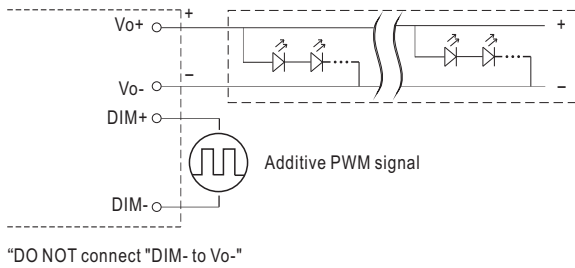 Vo+
+
+
Vo-
–
–
DIM+
Additive PWM signal
DIM-
“DO NOT connect "DIM- to Vo-"